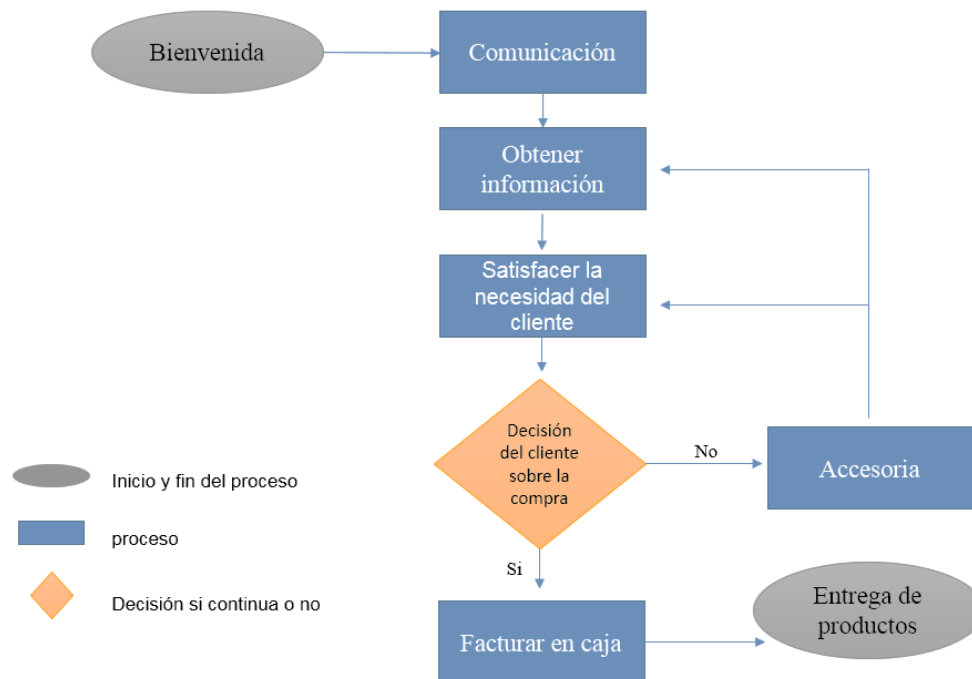 Bienvenida
Comunicación
Obtener
información
Satisfacer la
necesidad del
cliente
Decisión
del cliente
sobre la
compra
No
Accesoria
Si
Facturar en caja
Entrega de
productos
Inicio y fin del proceso
proceso
Decisión si continua o no